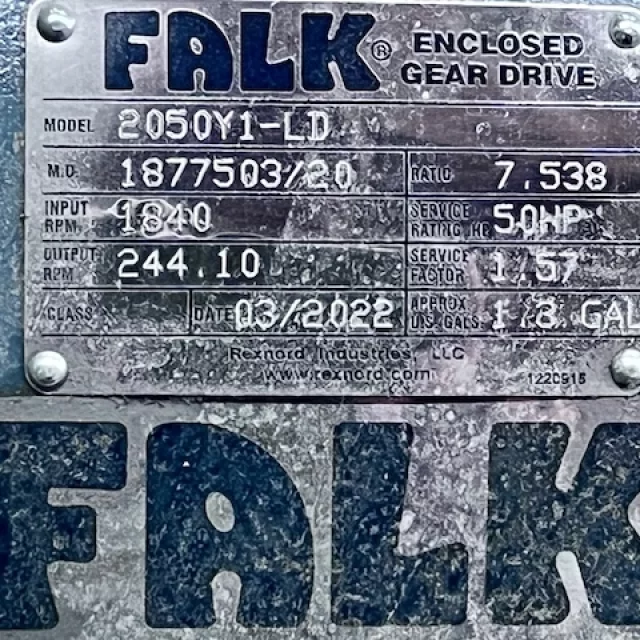 FALK® ENCLOSED
GEAR DRIVE
MODEL 2050Y1-LD
M.O. 1877503/20 RATIO 7.538
INPUT RPM 1840 SERVICE RATING HP 50HP
OUTPUT RPM 244.10 SERVICE FACTOR 1.57
CLASS DATE 03/2022 APPROX U.S. GALS. GAL
Rexnord Industries, LLC
www.rexnord.com 1220915
FALK